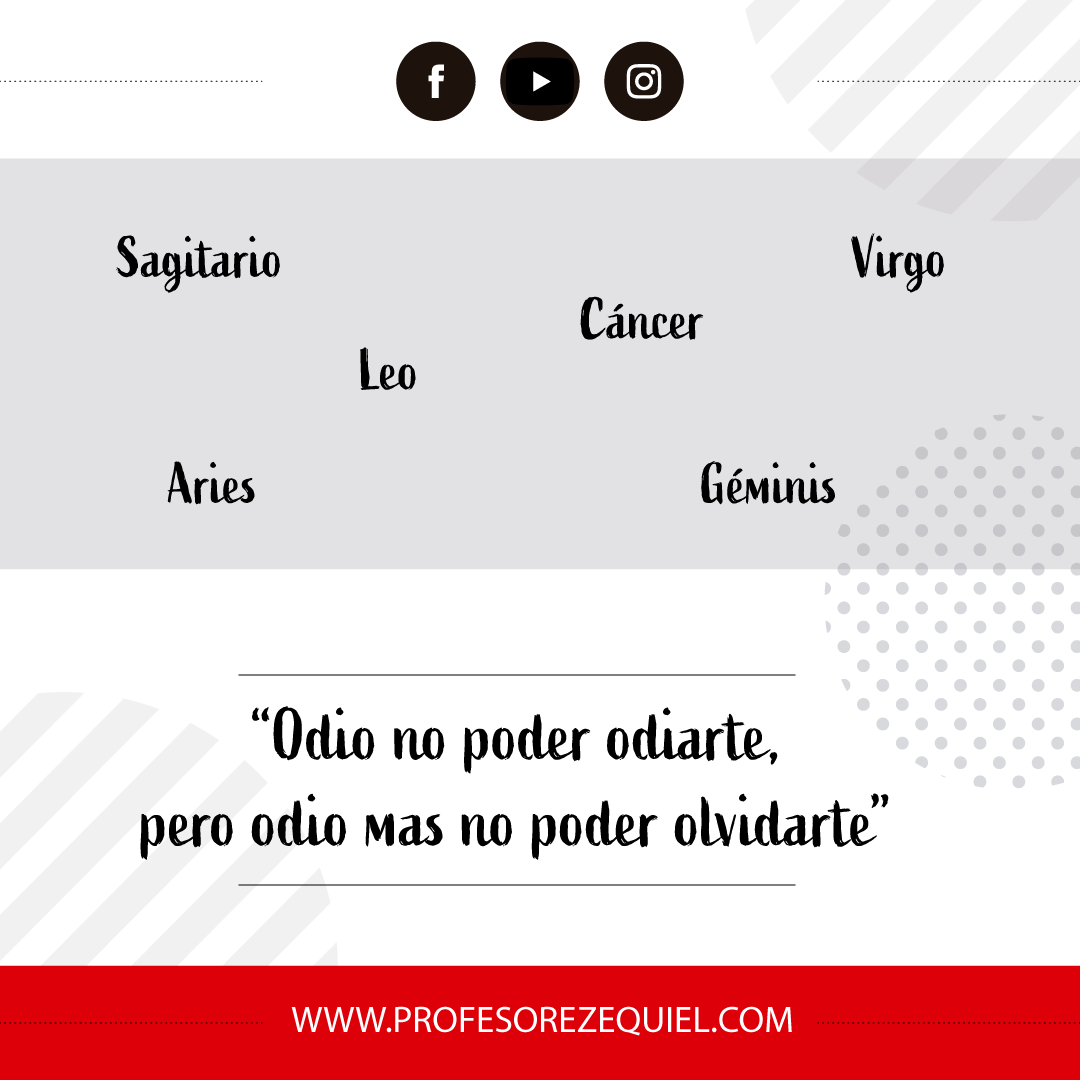 Sagitario
Virgo
Cáncer
Leo
Aries
Géminis
“Odio no poder odiarte,
pero odio mas no poder olvidarte”
WWW.PROFESOREZEQUIEL.COM